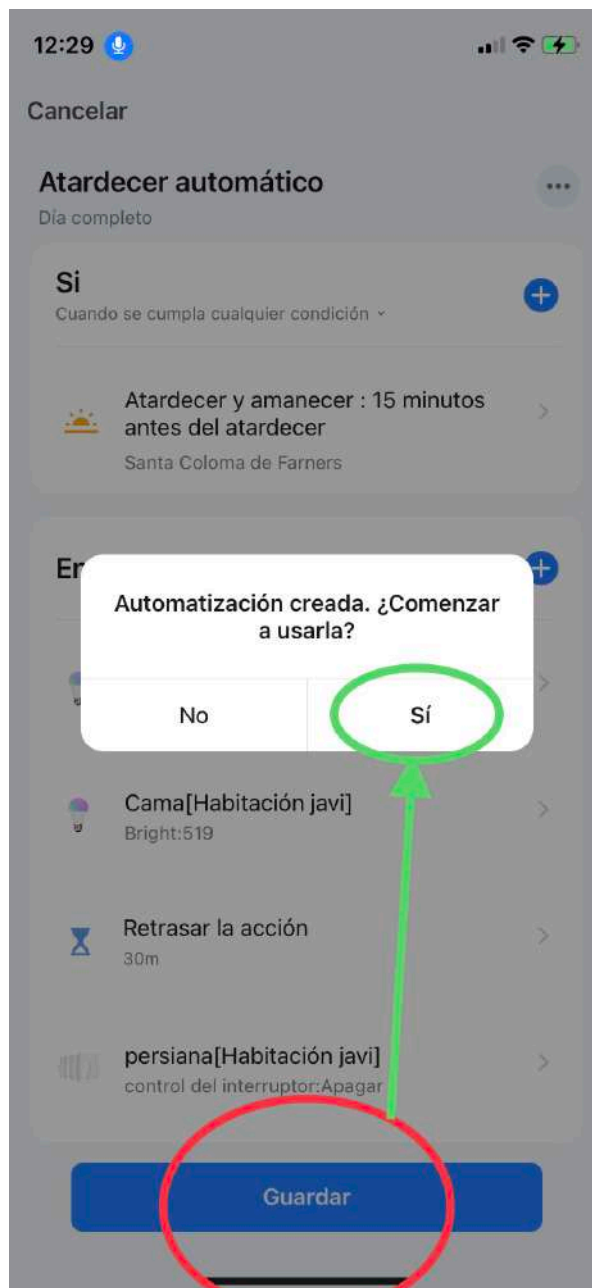 12:29
Cancelar
Atardecer automático
Día completo
Si
Cuando se cumpla cualquier condición
Atardecer y amanecer : 15 minutos
antes del atardecer
Santa Coloma de Farners
Automatización creada. ¿Comenzar
a usarla?
No
Sí
Cama[Habitación javi]
Bright:519
Retrasar la acción
30m
persiana[Habitación javi]
control del interruptor:Apagar
Guardar